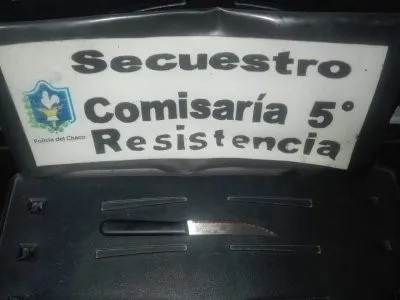 Secuestro
Comisaría 5°
Policía del Chaco
Resistencia